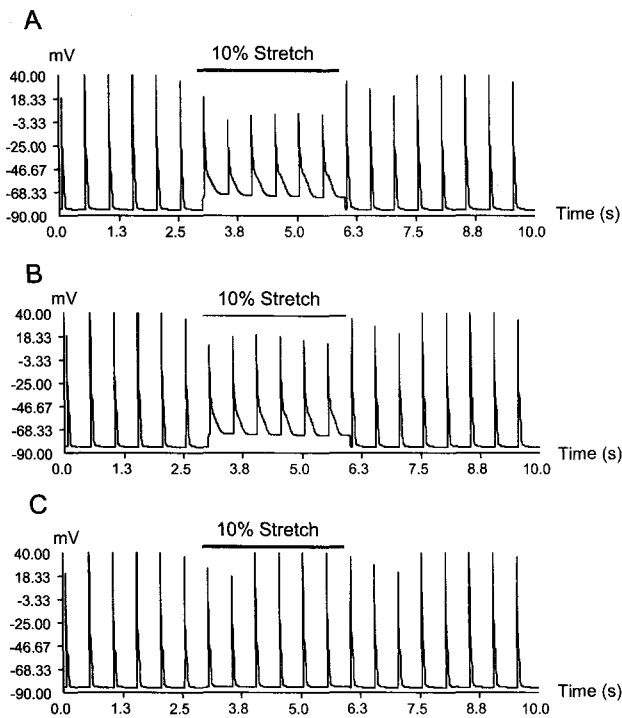 A
mV
10% Stretch
40.00
18.33
-3.33
-25.00
-46.67
-68.33
-90.00
0.0 1.3 2.5 3.8 5.0 6.3 7.5 8.8 10.0
Time (s)
B
mV
10% Stretch
40.00
18.33
-3.33
-25.00
-46.67
-68.33
-90.00
0.0 1.3 2.5 3.8 5.0 6.3 7.5 8.8 10.0
Time (s)
C
mV
10% Stretch
40.00
18.33
-3.33
-25.00
-46.67
-68.33
-90.00
0.0 1.3 2.5 3.8 5.0 6.3 7.5 8.8 10.0
Time (s)